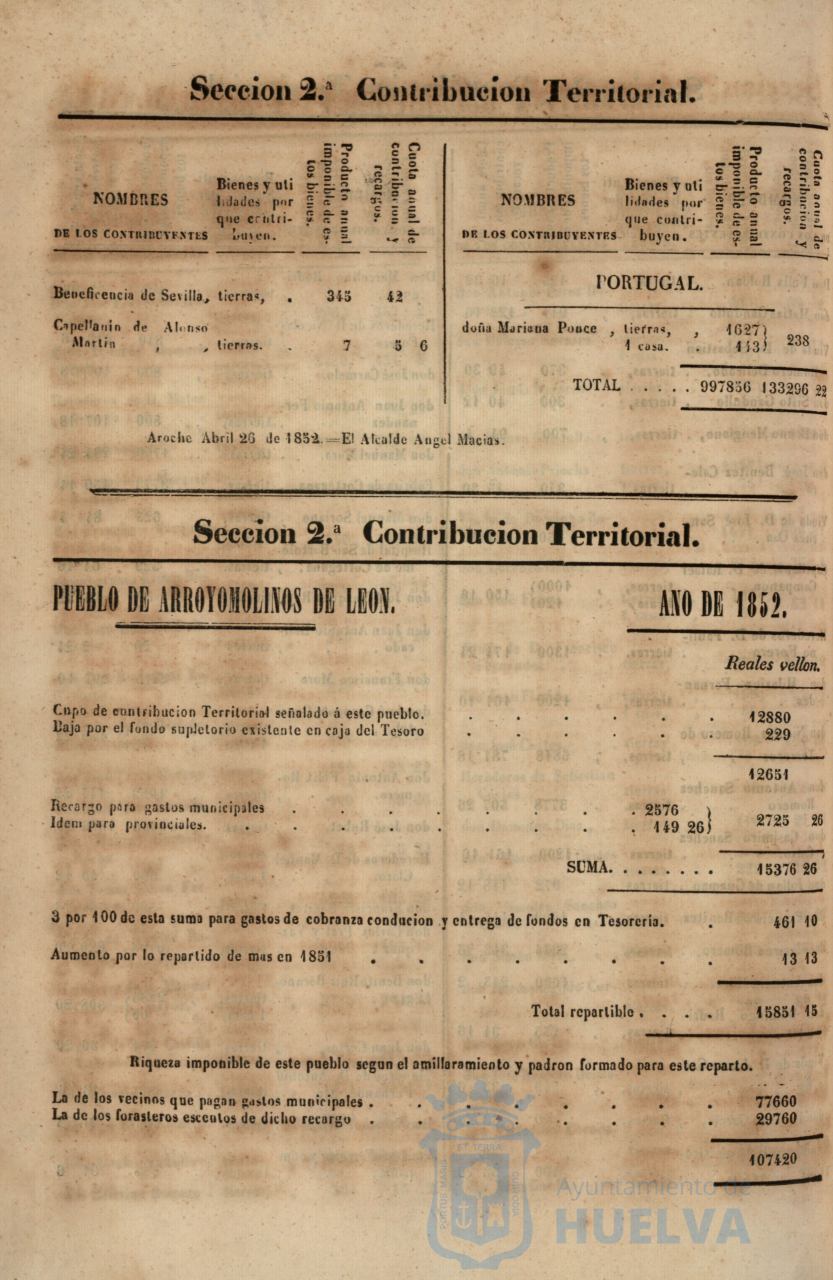 Seccion 2.ª Contribucion Territorial.
NOMBRES
DE LOS CONTRIBUYENTES
Bienes y uti
lidades por
que contri-
buyen.
Producto anual
imponible de es-
tos bienes.
Cuota anual de
contribucion y
recargos.
Beneficencia de Sevilla, tierras, . 345 42
Capellanin de Alonso
Martin , , tierras. . 7 5 6
NOMBRES
DE LOS CONTRIBUYENTES
Bienes y uti
lidades por
que contri-
buyen.
Producto anual
imponible de es-
tos bienes.
Cuota anual de
contribucion y
recargos.
PORTUGAL.
doña Mariana Ponce , tierras, , 1627)
1 casa. . 143) 238
TOTAL . . . . . 997856 133296 22
Aroche Abril 26 de 1852.=El Alcalde Angel Macias.
Seccion 2.ª Contribucion Territorial.
PUEBLO DE ARROYOMOLINOS DE LEON. AÑO DE 1852.
Reales vellon.
Cupo de contribucion Territorial señalado á este pueblo. . . . . . . 12880
Baja por el fondo supletorio existente en caja del Tesoro . . . . . . 229
12651
Recargo para gastos municipales . . . . . . . . 2576 )
Idem para provinciales. . . . . . . . . 149 26) 2725 26
SUMA. . . . . . . . 15376 26
3 por 100 de esta suma para gastos de cobranza conducion y entrega de fondos en Tesoreria. . 461 10
Aumento por lo repartido de mas en 1851 . . . . . . . . 13 13
Total repartible . . . . 15851 15
Riqueza imponible de este pueblo segun el amillaramiento y padron formado para este reparto.
La de los vecinos que pagan gastos municipales . . . . . . . . 77660
La de los forasteros escentos de dicho recargo . . . . . . . . 29760
107420
Ayuntamiento de
HUELVA